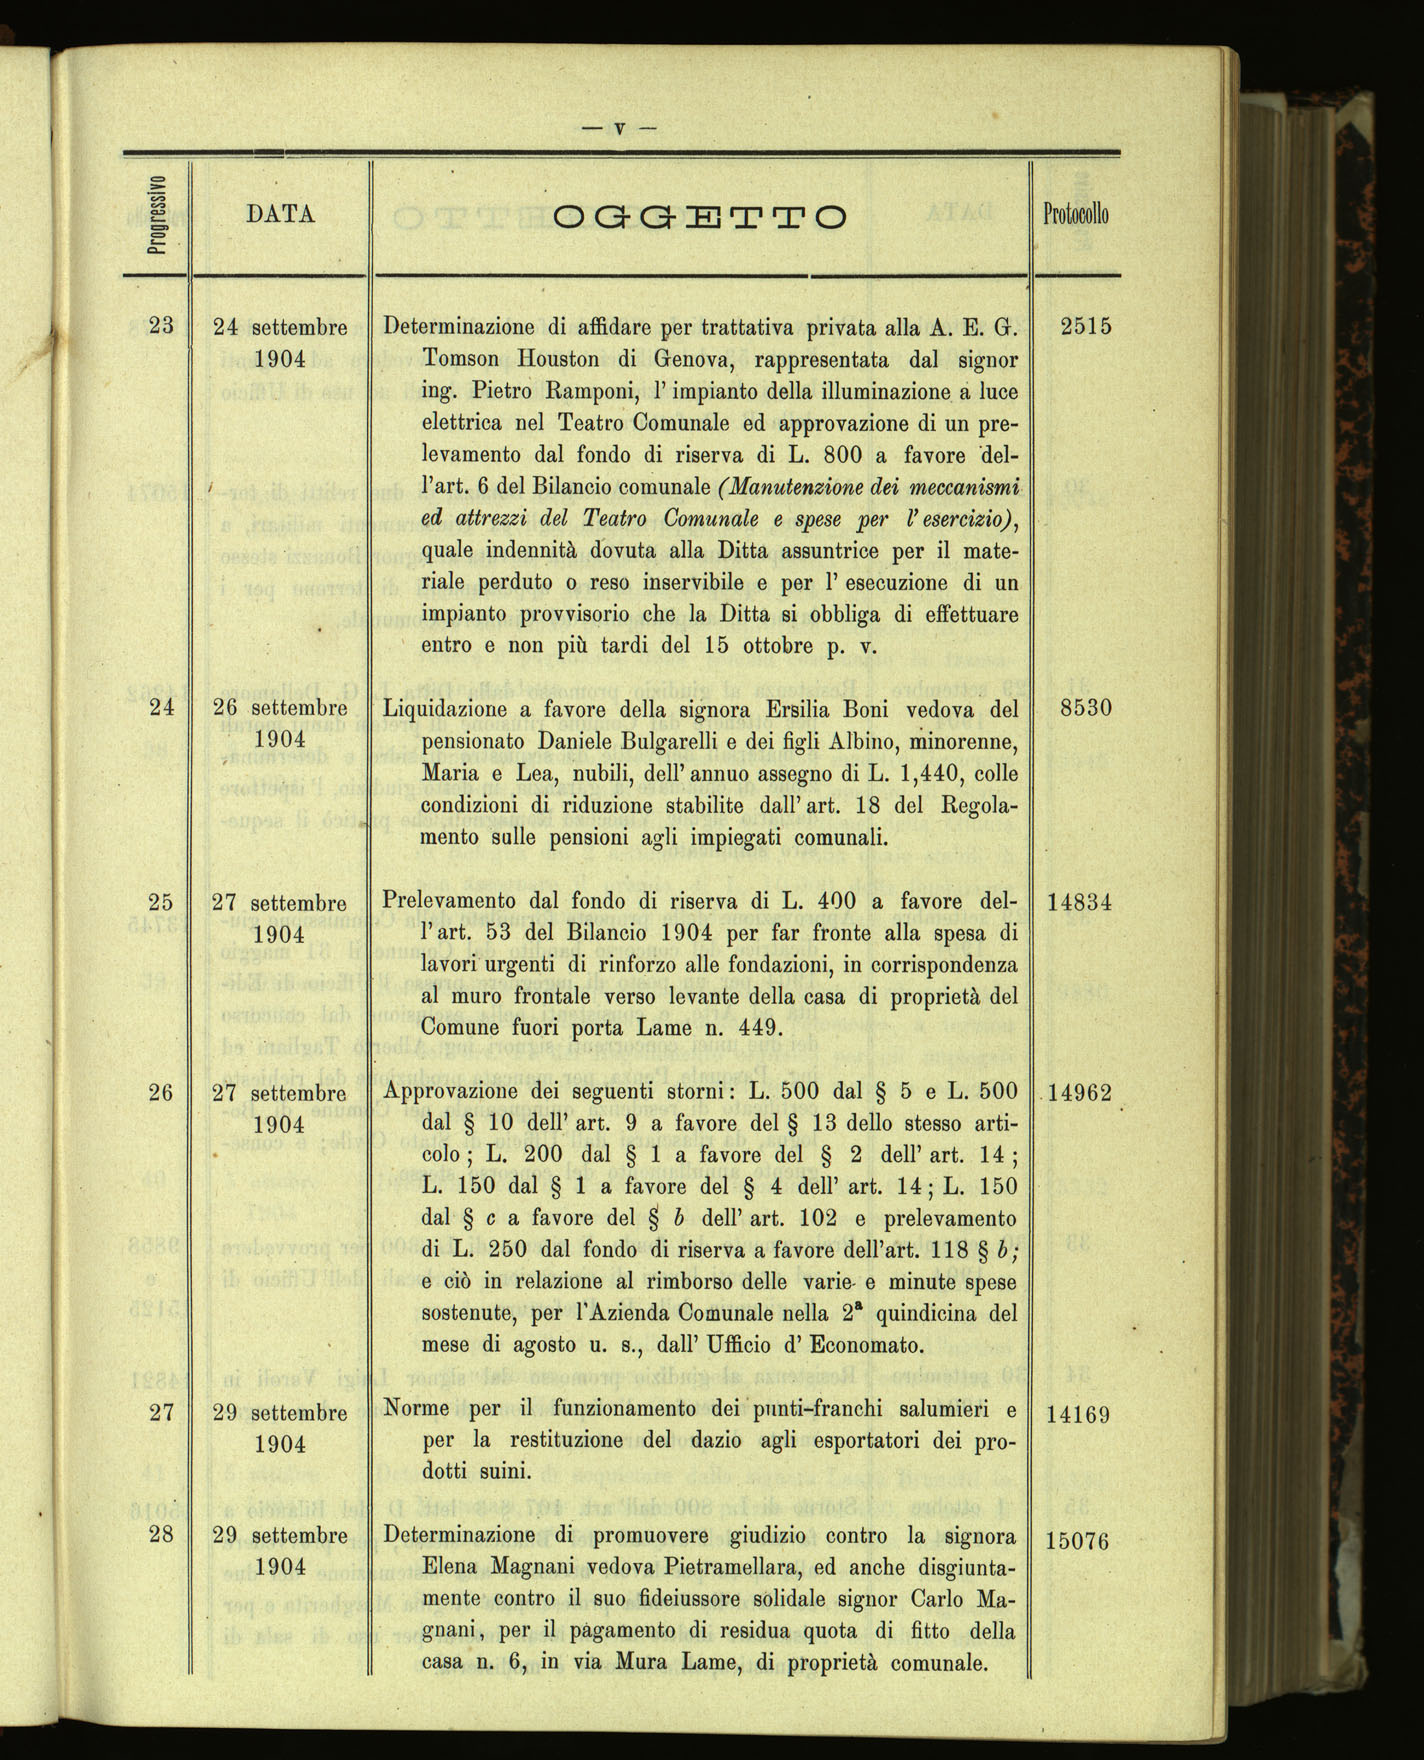 — V —
Progressivo DATA OGGETTO Protocollo
23 24 settembre Determinazione di affidare per trattativa privata alla A. E. G. 2515
1904 Tomson Houston di Genova, rappresentata dal signor
ing. Pietro Ramponi, l' impianto della illuminazione a luce
elettrica nel Teatro Comunale ed approvazione di un pre-
levamento dal fondo di riserva di L. 800 a favore del-
l'art. 6 del Bilancio comunale (Manutenzione dei meccanismi
ed attrezzi del Teatro Comunale e spese per l' esercizio),
quale indennità dovuta alla Ditta assuntrice per il mate-
riale perduto o reso inservibile e per l' esecuzione di un
impianto provvisorio che la Ditta si obbliga di effettuare
entro e non più tardi del 15 ottobre p. v.
24 26 settembre Liquidazione a favore della signora Ersilia Boni vedova del 8530
1904 pensionato Daniele Bulgarelli e dei figli Albino, minorenne,
Maria e Lea, nubili, dell' annuo assegno di L. 1,440, colle
condizioni di riduzione stabilite dall' art. 18 del Regola-
mento sulle pensioni agli impiegati comunali.
25 27 settembre Prelevamento dal fondo di riserva di L. 400 a favore del- 14834
1904 l'art. 53 del Bilancio 1904 per far fronte alla spesa di
lavori urgenti di rinforzo alle fondazioni, in corrispondenza
al muro frontale verso levante della casa di proprietà del
Comune fuori porta Lame n. 449.
26 27 settembre Approvazione dei seguenti storni: L. 500 dal § 5 e L. 500 14962
1904 dal § 10 dell' art. 9 a favore del § 13 dello stesso arti-
colo; L. 200 dal § 1 a favore del § 2 dell' art. 14;
L. 150 dal § 1 a favore del § 4 dell' art. 14; L. 150
dal § c a favore del § b dell' art. 102 e prelevamento
di L. 250 dal fondo di riserva a favore dell'art. 118 § b;
e ciò in relazione al rimborso delle varie e minute spese
sostenute, per l'Azienda Comunale nella 2ª quindicina del
mese di agosto u. s., dall' Ufficio d' Economato.
27 29 settembre Norme per il funzionamento dei punti-franchi salumieri e 14169
1904 per la restituzione del dazio agli esportatori dei pro-
dotti suini.
28 29 settembre Determinazione di promuovere giudizio contro la signora 15076
1904 Elena Magnani vedova Pietramellara, ed anche disgiunta-
mente contro il suo fideiussore solidale signor Carlo Ma-
gnani, per il pagamento di residua quota di fitto della
casa n. 6, in via Mura Lame, di proprietà comunale.